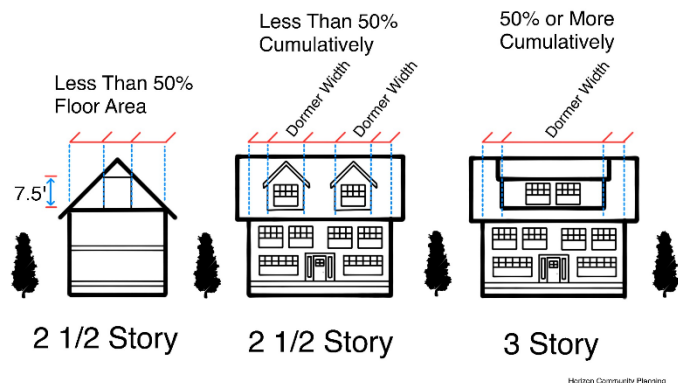 Less Than 50%
Cumulatively
50% or More
Cumulatively
Less Than 50%
Floor Area
Dormer Width
Dormer Width
Dormer Width
7.5'
2 1/2 Story
2 1/2 Story
3 Story
Horizon Community Planning